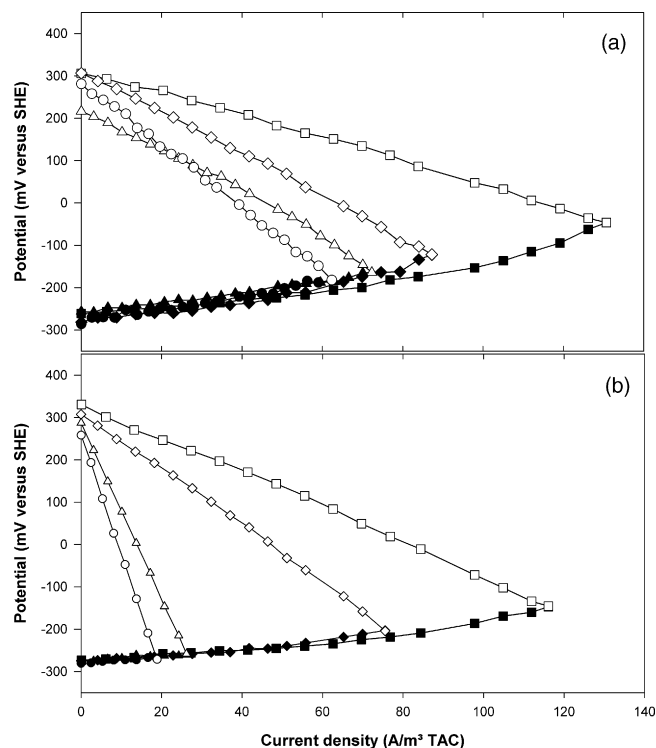 (a)
400
300
200
100
0
-100
-200
-300
Potential (mV versus SHE)
(b)
400
300
200
100
0
-100
-200
-300
Potential (mV versus SHE)
0 20 40 60 80 100 120 140
Current density (A/m³ TAC)